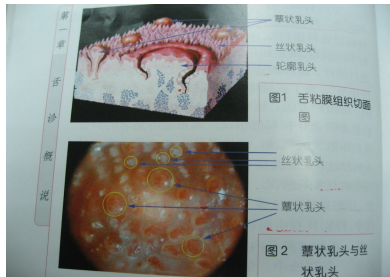 第一章 舌诊概说
蕈状乳头
丝状乳头
轮廓乳头
图1 舌粘膜组织切面
图
丝状乳头
蕈状乳头
图2 蕈状乳头与丝
状乳头